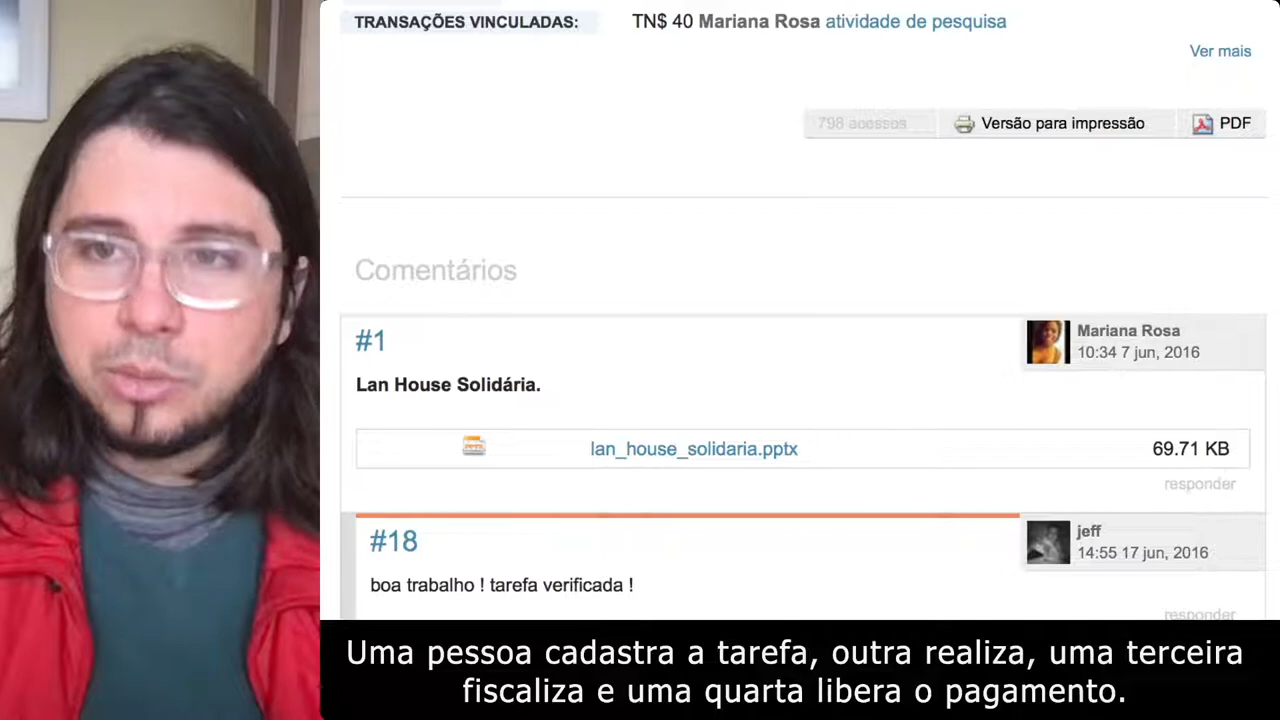 TRANSAÇÕES VINCULADAS: TN$ 40 Mariana Rosa atividade de pesquisa
Ver mais
798 acessos Versão para impressão PDF
Comentários
#1 Mariana Rosa
10:34 7 jun, 2016
Lan House Solidária.
lan_house_solidaria.pptx 69.71 KB
responder
#18 jeff
14:55 17 jun, 2016
boa trabalho ! tarefa verificada !
responder
Uma pessoa cadastra a tarefa, outra realiza, uma terceira
fiscaliza e uma quarta libera o pagamento.